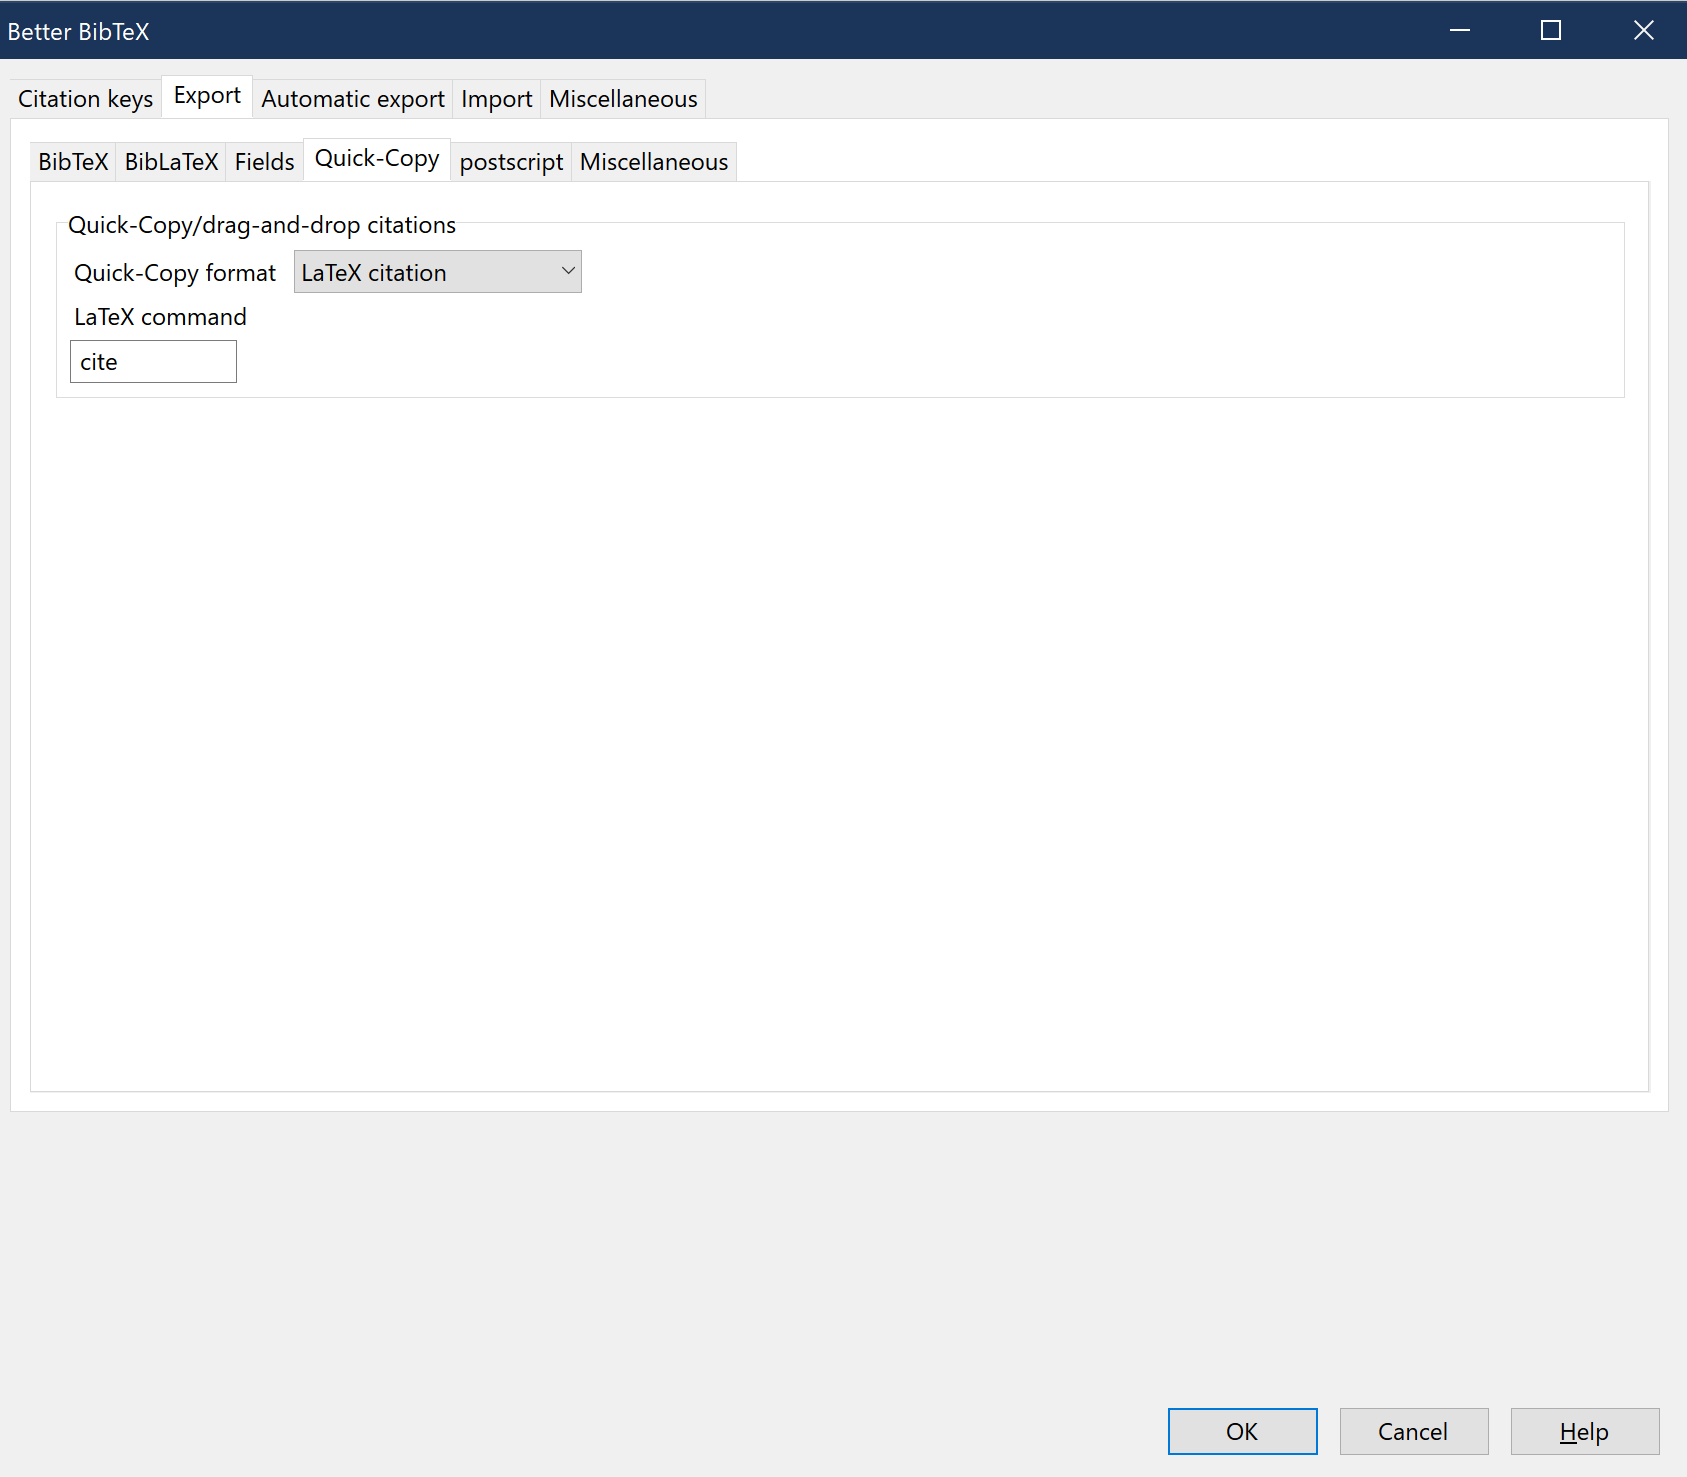 Better BibTeX
Citation keys Export Automatic export Import Miscellaneous
BibTeX BibLaTeX Fields Quick-Copy postscript Miscellaneous
Quick-Copy/drag-and-drop citations
Quick-Copy format LaTeX citation
LaTeX command
cite
OK Cancel Help